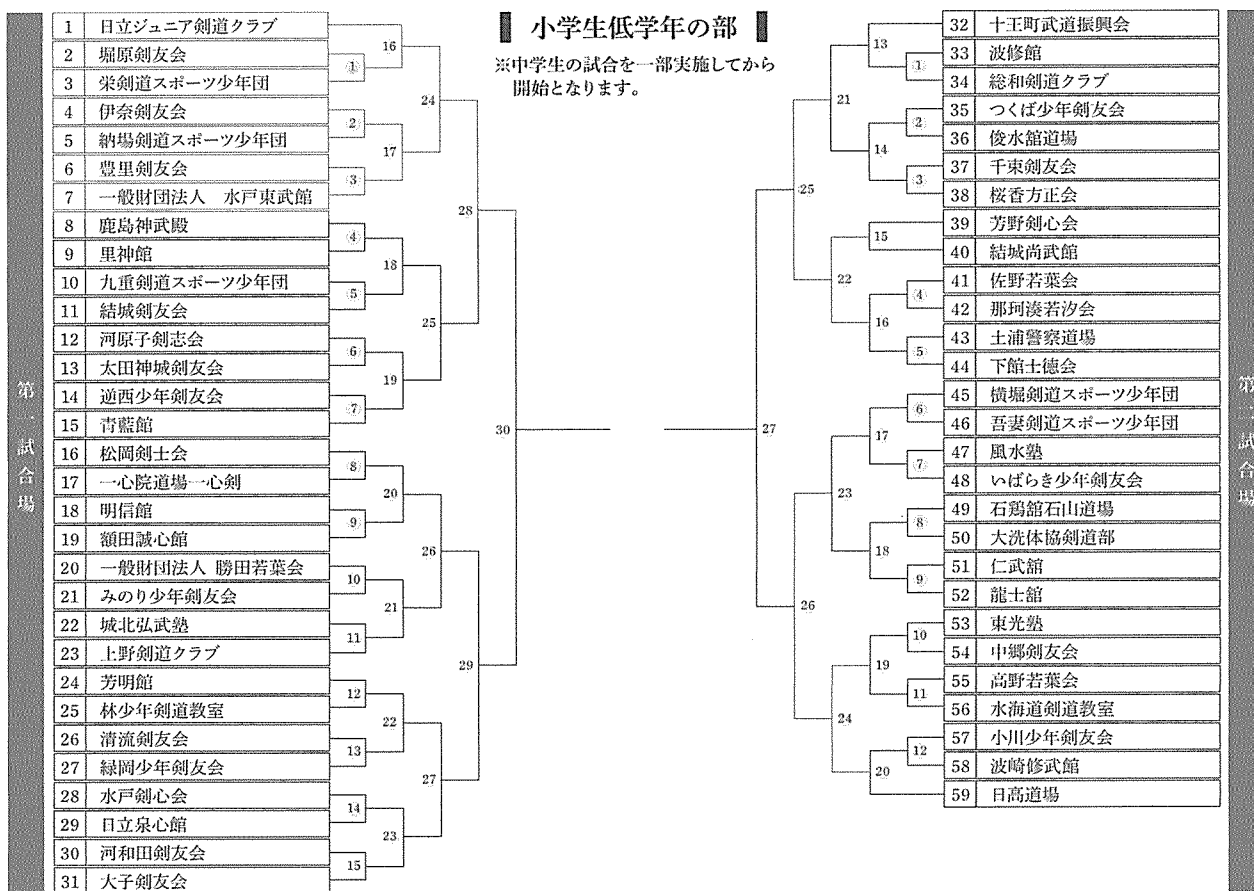 小学生低学年の部
※中学生の試合を一部実施してから
開始となります。
第一試合場
1 日立ジュニア剣道クラブ
2 堀原剣友会
3 栄剣道スポーツ少年団
4 伊奈剣友会
5 納場剣道スポーツ少年団
6 豊里剣友会
7 一般財団法人 水戸東武館
8 鹿島神武殿
9 里神館
10 九重剣道スポーツ少年団
11 結城剣友会
12 河原子剣志会
13 太田神城剣友会
14 逆西少年剣友会
15 青藍館
16 松岡剣士会
17 一心院道場一心剣
18 明信館
19 額田誠心館
20 一般財団法人 勝田若葉会
21 みのり少年剣友会
22 城北弘武塾
23 上野剣道クラブ
24 芳明館
25 林少年剣道教室
26 清流剣友会
27 緑岡少年剣友会
28 水戸剣心会
29 日立泉心館
30 河和田剣友会
31 大子剣友会
16
①
②
17
③
24
④
18
⑤
25
⑥
19
⑦
28
⑧
20
⑨
26
10
21
11
12
22
13
27
14
23
15
29
30
32 十王町武道振興会
33 波修館
34 総和剣道クラブ
35 つくば少年剣友会
36 俊水舘道場
37 千束剣友会
38 桜香方正会
39 芳野剣心会
40 結城尚武館
41 佐野若葉会
42 那珂湊若汐会
43 土浦警察道場
44 下館士徳会
45 横堀剣道スポーツ少年団
46 吾妻剣道スポーツ少年団
47 風水塾
48 いばらき少年剣友会
49 石鶏舘石山道場
50 大洗体協剣道部
51 仁武舘
52 龍士舘
53 東光塾
54 中郷剣友会
55 高野若葉会
56 水海道剣道教室
57 小川少年剣友会
58 波崎修武館
59 日高道場
13
①
21
②
14
③
25
15
22
④
16
⑤
27
⑥
17
⑦
23
⑧
18
⑨
26
10
19
11
24
12
20
試合場